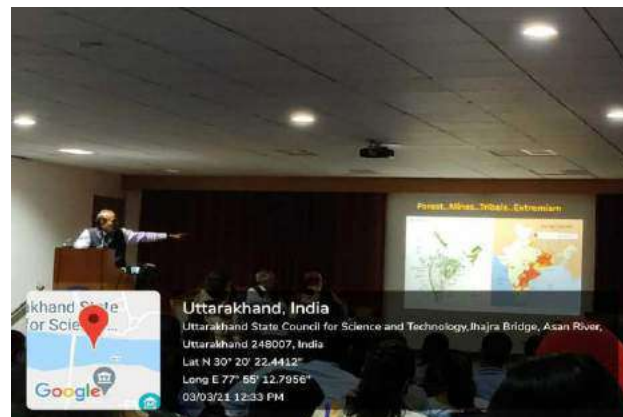 Forest..Mines..Tribals..Extremism
khand State
for Scie
Google
Uttarakhand, India
Uttarakhand State Council for Science and Technology,Jhajra Bridge, Asan River,
Uttarakhand 248007, India
Lat N 30° 20' 22.4412"
Long E 77° 55' 12.7956"
03/03/21 12:33 PM